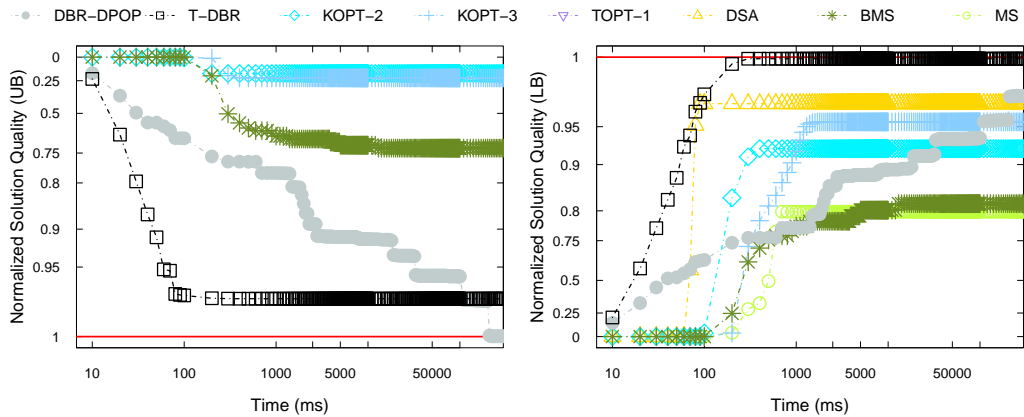 DBR−DPOP T−DBR KOPT−2 KOPT−3 TOPT−1 DSA BMS MS
Normalized Solution Quality (UB)
0
0.25
0.5
0.75
0.9
0.95
1
10 100 1000 5000 50000
Time (ms)
Normalized Solution Quality (LB)
1
0.95
0.9
0.8
0.75
0.5
0.25
0
10 100 1000 5000 50000
Time (ms)